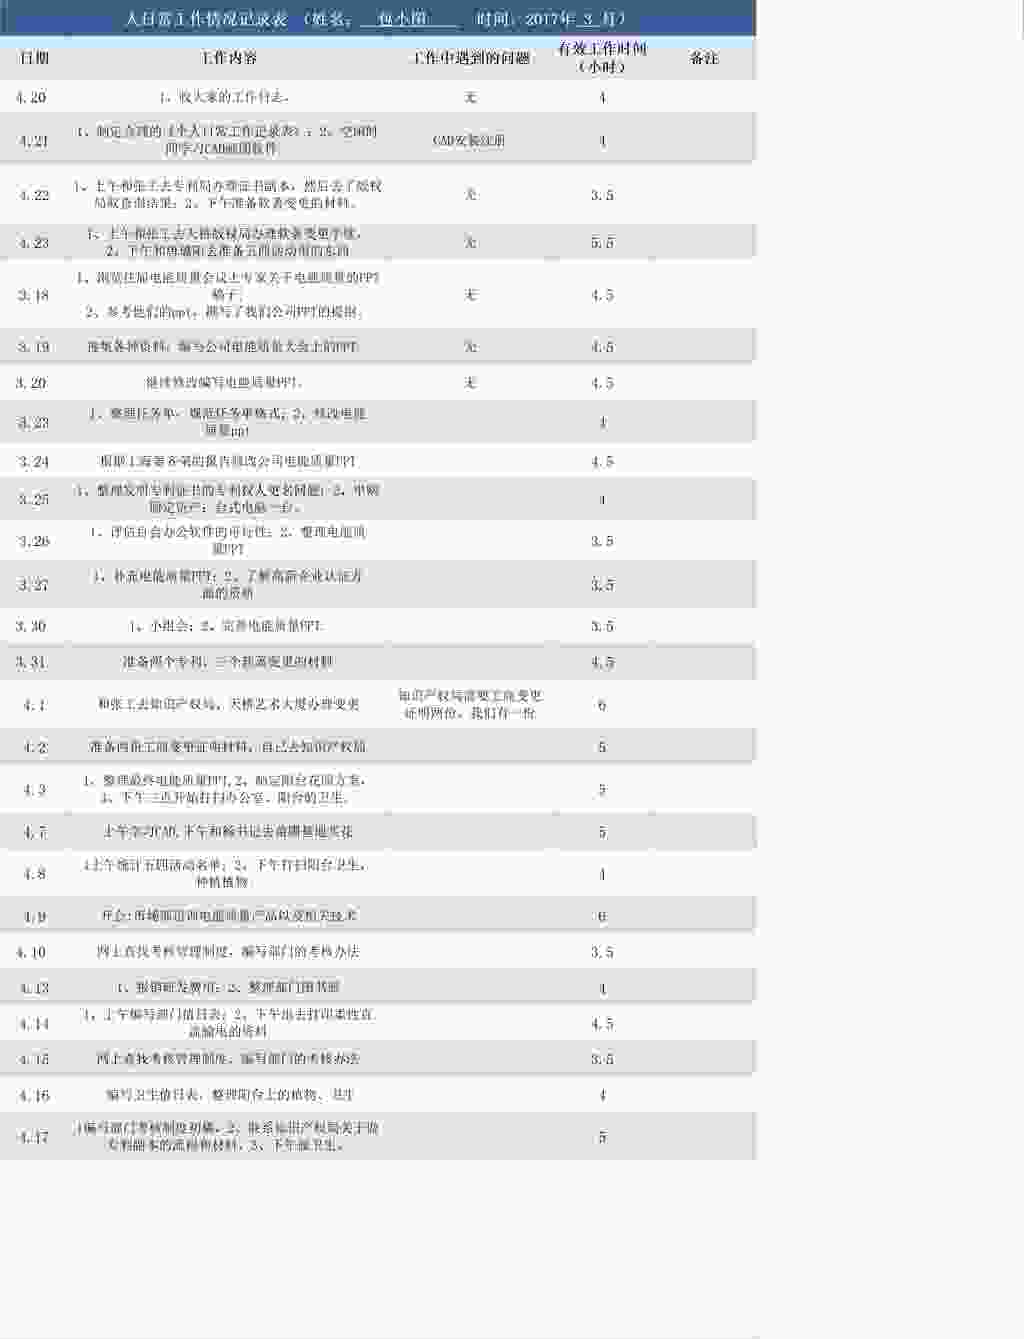 人日常工作情况记录表 （姓名： 包小图 时间：2017年 3 月）
日期 工作内容 工作中遇到的问题 有效工作时间（小时） 备注
4.20 1、收大家的工作日志。 无 4
4.21 1、制定合理的《个人日常工作记录表》；2、空闲时
间学习CAD画图软件 CAD安装注册 4
4.22 1、上午和张工去专利局办理证书副本，然后去了版权
局取查询结果；2、下午准备软著变更的材料。 无 3.5
4.23 1、上午和张工去天桥版权局办理软著变更手续，
2、下午和 去准备五四活动用的东西 无 5.5
3.18 1、浏览往届电能质量会议上专家关于电能质量的PPT
稿子；
2、参考他们的ppt，撰写了我们公司PPT的提纲。 无 4.5
3.19 搜集各种资料，编写公司电能质量大会上的PPT 无 4.5
3.20 继续修改编写电能质量PPT。 无 4.5
3.23 1、整理任务单，规范任务单格式；2、修改电能
质量ppt 4
3.24 根据上海 的报告修改公司电能质量PPT 4.5
3.25 1、整理发明专利证书的专利权人更名问题；2、申购
固定资产：台式电脑一台。 4
3.26 1、评估自会办公软件的可行性；2、整理电能质
量PPT 3.5
3.27 1、补充电能质量PPT；2、了解高新企业认证方
面的资质 3.5
3.30 1、小组会；2、完善电能质量PPT 3.5
3.31 准备两个专利、三个软著变更的材料 4.5
4.1 和张工去知识产权局、天桥艺术大厦办理变更 知识产权局需要工商变更
证明两份，我们有一份 6
4.2 准备两份工商变更证明材料，自己去知识产权局 5
4.3 1、整理最终电能质量PPT,2、制定阳台花园方案，
3、下午三点开始打扫办公室、阳台的卫生。 5
4.7 上午学习CAD,下午和杨书记去苗圃基地买花 5
4.8 1上午统计五四活动名单；2、下午打扫阳台卫生，
种植植物 4
4.9 开会:市场部培训电能质量产品以及相关技术 6
4.10 网上查找考核管理制度，编写部门的考核办法 3.5
4.13 1、报销研发费用；2、整理部门图书册 4
4.14 1、上午编写部门值日表；2、下午出去打印柔性直
流输电的资料 4.5
4.15 网上查找考核管理制度，编写部门的考核办法 3.5
4.16 编写卫生值日表，整理阳台上的植物、卫生 4
4.17 1编写部门考核制度初稿，2、联系知识产权局关于做
专利副本的流程和材料，3、下午做卫生。 5